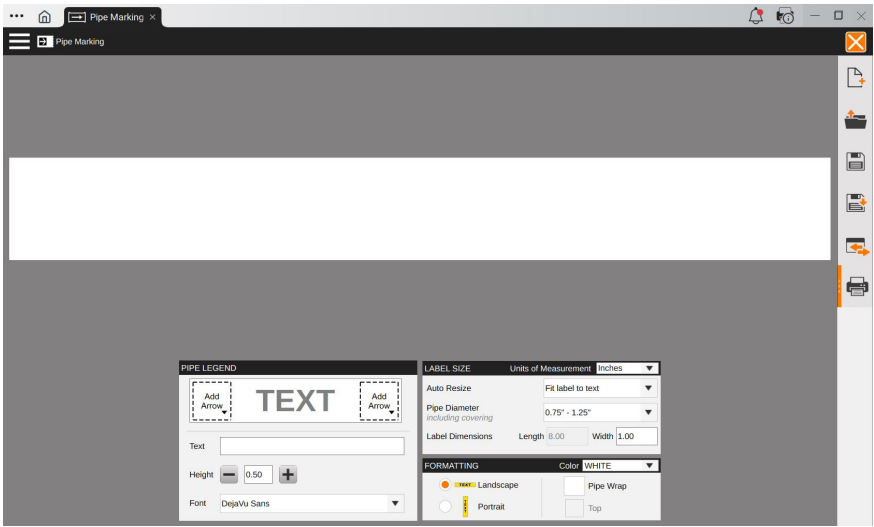 Pipe Marking
Pipe Marking
PIPE LEGEND
Add Arrow
TEXT
Add Arrow
Text
Height 0.50
Font DejaVu Sans
LABEL SIZE Units of Measurement Inches
Auto Resize Fit label to text
Pipe Diameter 0.75" - 1.25"
including covering
Label Dimensions Length 8.00 Width 1.00
FORMATTING Color WHITE
TEXT Landscape Pipe Wrap
Portrait Top